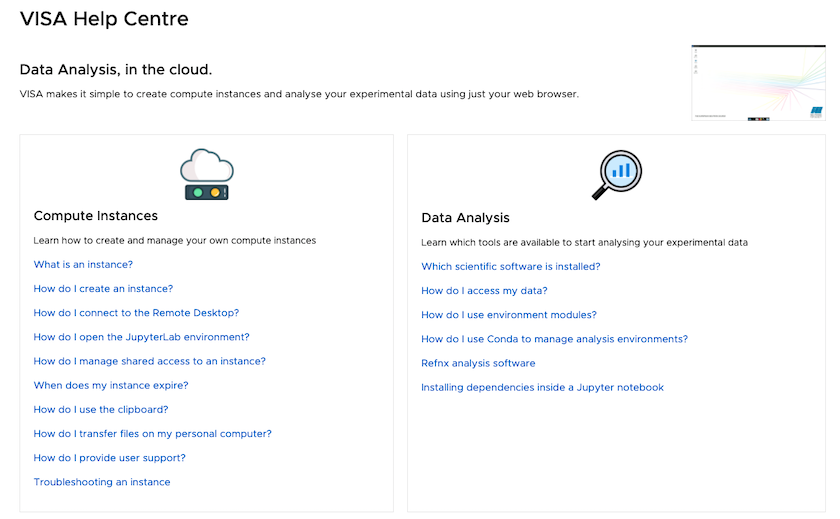 VISA Help Centre
Data Analysis, in the cloud.
VISA makes it simple to create compute instances and analyse your experimental data using just your web browser.
Compute Instances
Learn how to create and manage your own compute instances
What is an instance?
How do I create an instance?
How do I connect to the Remote Desktop?
How do I open the JupyterLab environment?
How do I manage shared access to an instance?
When does my instance expire?
How do I use the clipboard?
How do I transfer files on my personal computer?
How do I provide user support?
Troubleshooting an instance
Data Analysis
Learn which tools are available to start analysing your experimental data
Which scientific software is installed?
How do I access my data?
How do I use environment modules?
How do I use Conda to manage analysis environments?
Refnx analysis software
Installing dependencies inside a Jupyter notebook